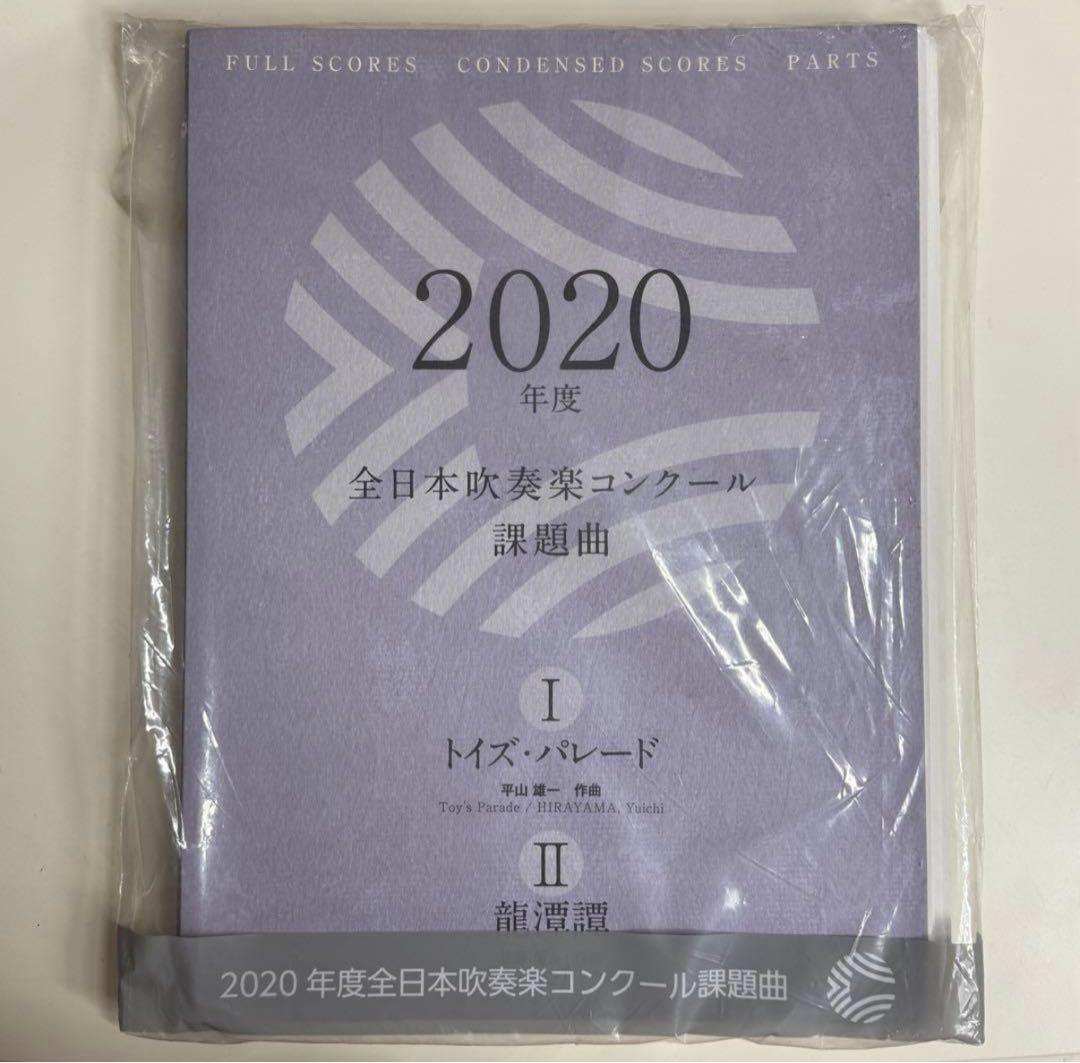 FULL SCORES CONDENSED SCORES PARTS
2020
年度
全日本吹奏楽コンクール
課題曲
I
トイズ・パレード
平山 雄一 作曲
Toy's Parade / HIRAYAMA, Yuichi
II
龍潭譚
2020 年度全日本吹奏楽コンクール課題曲